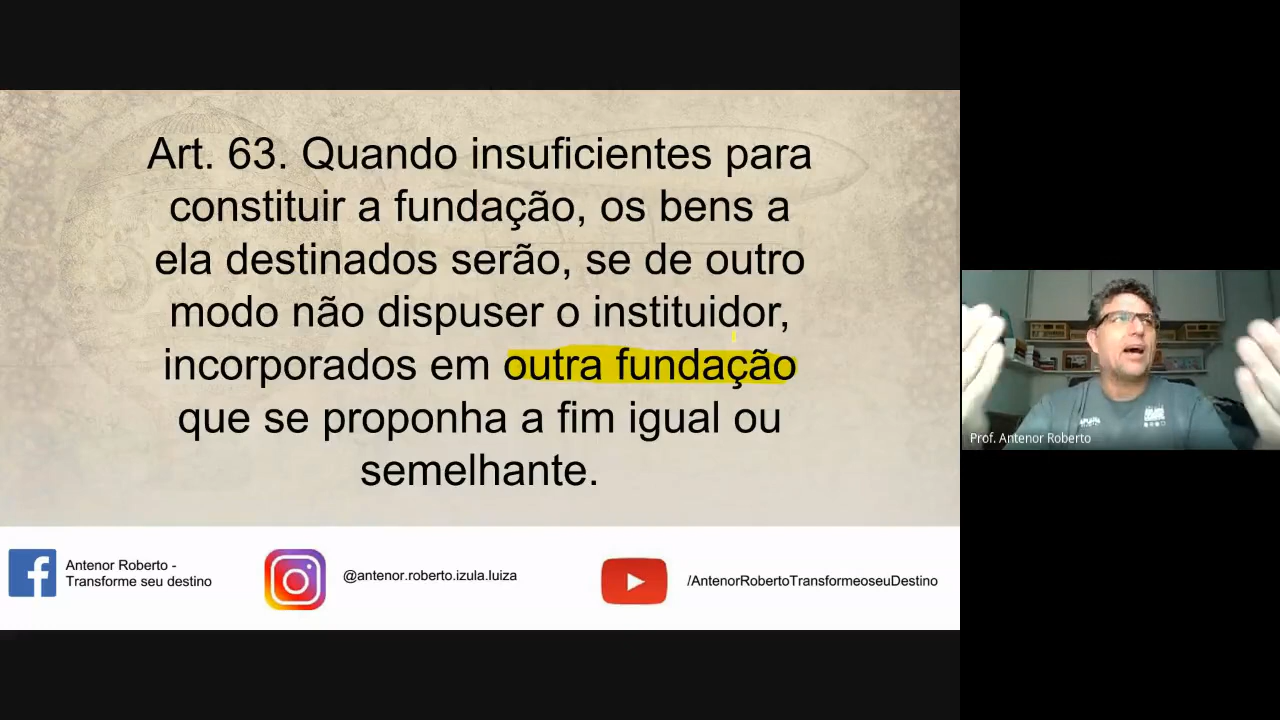 Art. 63. Quando insuficientes para
constituir a fundação, os bens a
ela destinados serão, se de outro
modo não dispuser o instituidor,
incorporados em outra fundação
que se proponha a fim igual ou
semelhante.
Antenor Roberto -
Transforme seu destino
@antenor.roberto.izula.luiza
/AntenorRobertoTransformeoseuDestino
Prof. Antenor Roberto